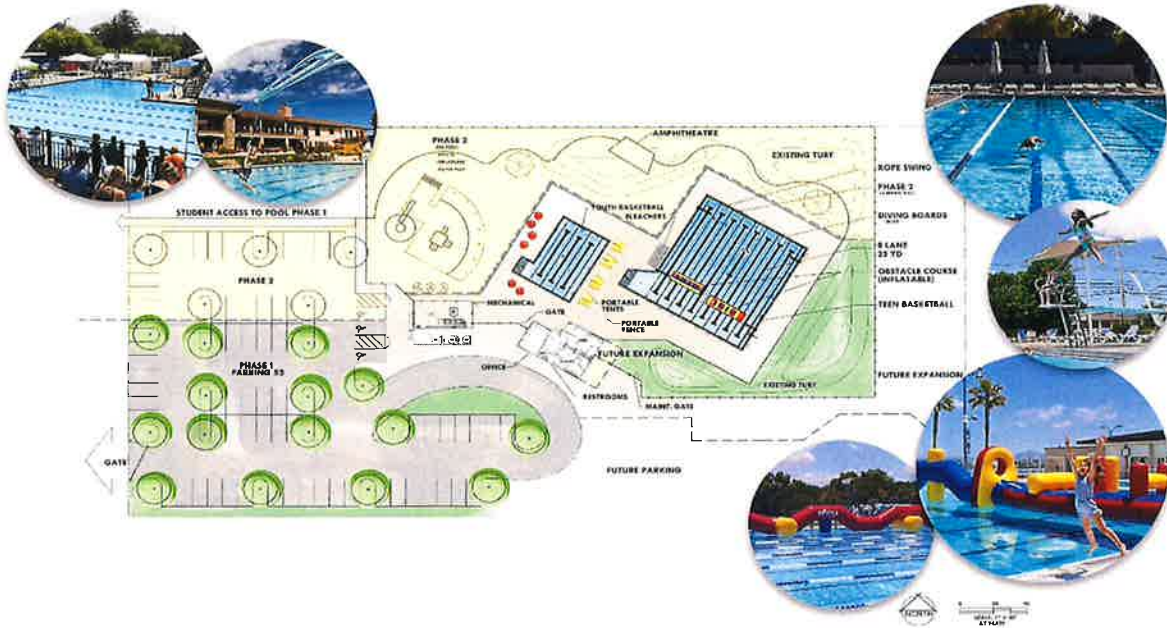 AMPHITHEATRE
PHASE 2
EXISTING TURF
ROPE SWING
PHASE 2
YOUTH BASKETBALL
BLEACHERS
STUDENT ACCESS TO POOL PHASE 1
DIVING BOARDS
8 LANE
25 YD
OBSTACLE COURSE
(INFLATABLE)
PHASE 2
MECHANICAL
GATE
PORTABLE
TENTS
TEEN BASKETBALL
PORTABLE
FENCE
PHASE 1
PARKING 52
OFFICE
FUTURE EXPANSION
FUTURE EXPANSION
EXISTING TURF
RESTROOMS
MAINT. GATE
GATE
FUTURE PARKING
NORTH